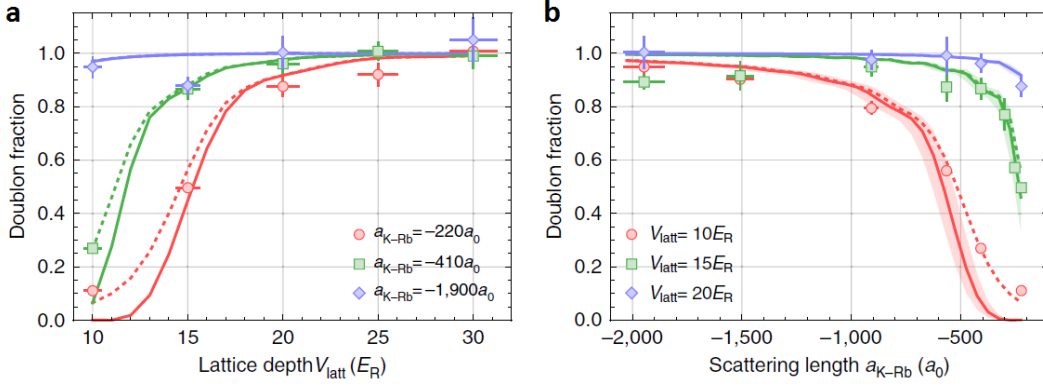 a
b
Doublon fraction
1.0
0.8
0.6
0.4
0.2
0.0
10
15
20
25
30
Lattice depth V_latt (E_R)
a_K–Rb = −220a_0
a_K–Rb = −410a_0
a_K–Rb = −1,900a_0
Doublon fraction
1.0
0.8
0.6
0.4
0.2
0.0
−2,000
−1,500
−1,000
−500
Scattering length a_K–Rb (a_0)
V_latt = 10E_R
V_latt = 15E_R
V_latt = 20E_R